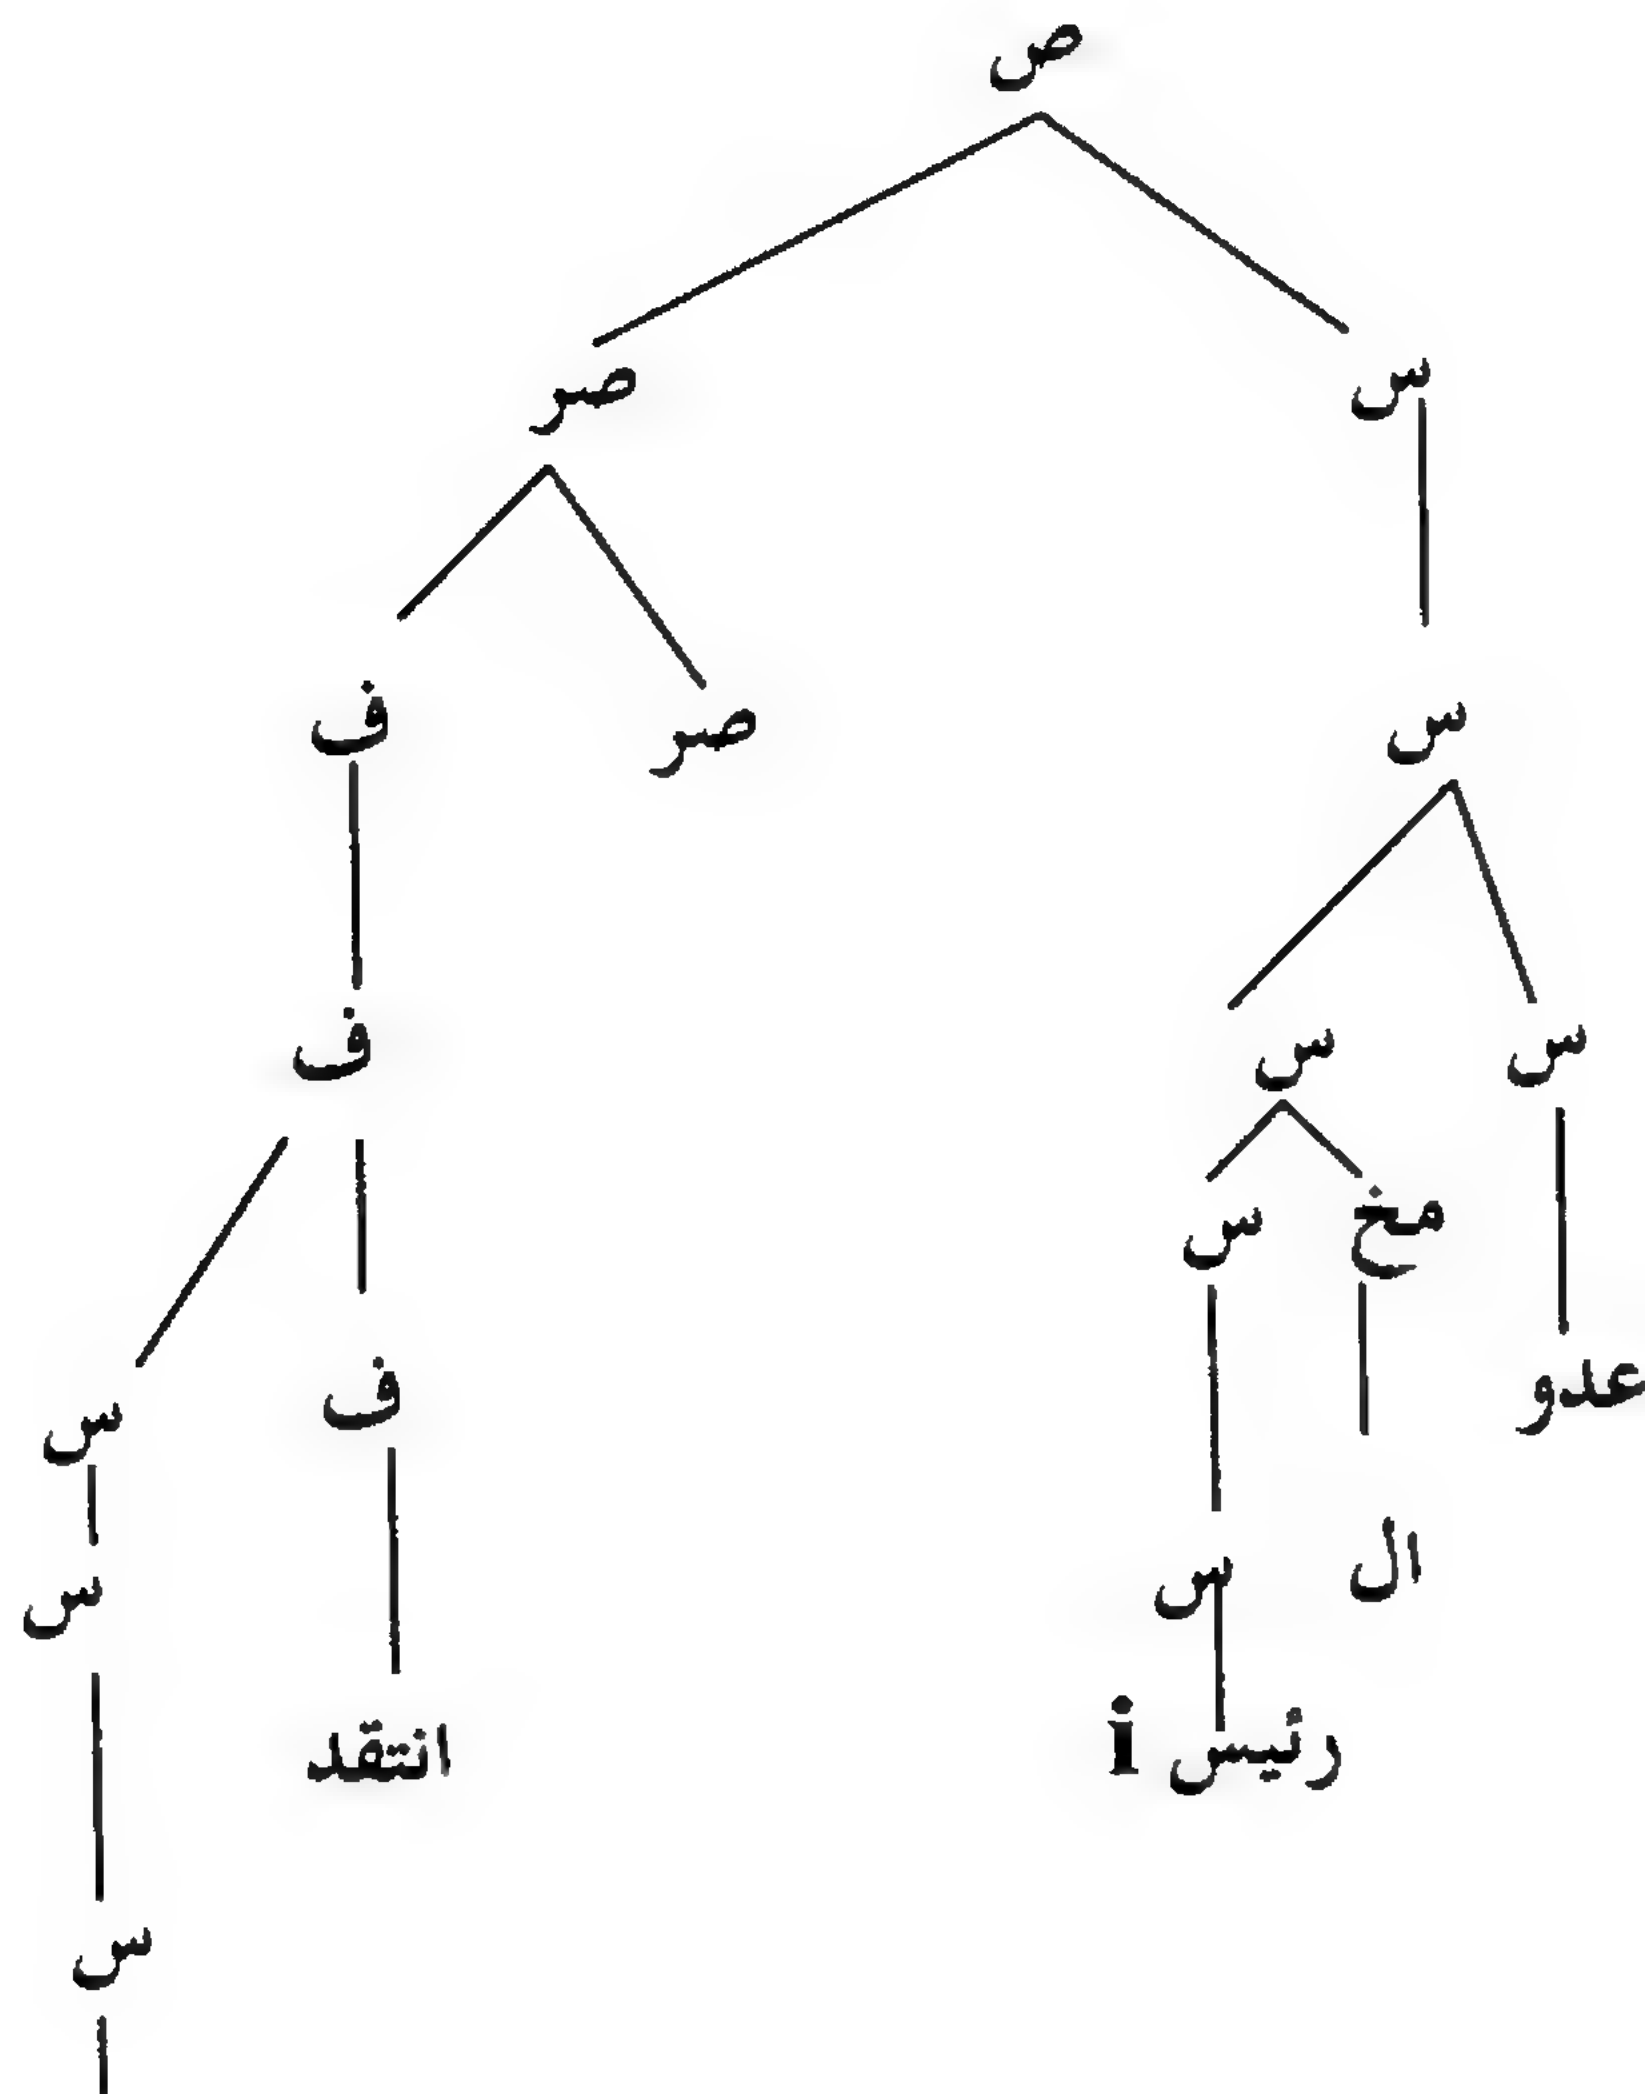 ص
صر س
ف صر س
ف س س
س مخ
س ف عدو
س س ال
انتقد رئيس i
س